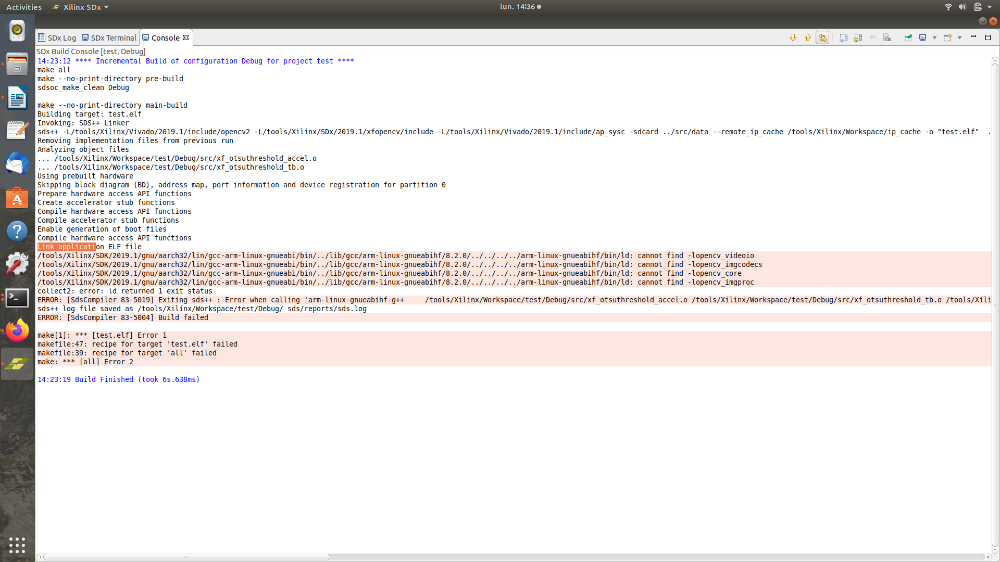 Activities
Xilinx SDx
lun. 14:36
SDx Log
SDx Terminal
Console
SDx Build Console [test, Debug]
14:23:12 **** Incremental Build of configuration Debug for project test ****
make all
make --no-print-directory pre-build
sdsoc_make_clean Debug
make --no-print-directory main-build
Building target: test.elf
Invoking: SDS++ Linker
sds++ -L/tools/Xilinx/Vivado/2019.1/include/opencv2 -L/tools/Xilinx/SDx/2019.1/xfopencv/include -L/tools/Xilinx/Vivado/2019.1/include/ap_sysc -sdcard ../src/data --remote_ip_cache /tools/Xilinx/Workspace/ip_cache -o "test.elf"  .
Removing implementation files from previous run
Analyzing object files
... /tools/Xilinx/Workspace/test/Debug/src/xf_otsuthreshold_accel.o
... /tools/Xilinx/Workspace/test/Debug/src/xf_otsuthreshold_tb.o
Using prebuilt hardware
Skipping block diagram (BD), address map, port information and device registration for partition 0
Prepare hardware access API functions
Create accelerator stub functions
Compile hardware access API functions
Compile accelerator stub functions
Enable generation of boot files
Compile hardware access API functions
Link application ELF file
/tools/Xilinx/SDK/2019.1/gnu/aarch32/lin/gcc-arm-linux-gnueabi/bin/../lib/gcc/arm-linux-gnueabihf/8.2.0/../../../../arm-linux-gnueabihf/bin/ld: cannot find -lopencv_videoio
/tools/Xilinx/SDK/2019.1/gnu/aarch32/lin/gcc-arm-linux-gnueabi/bin/../lib/gcc/arm-linux-gnueabihf/8.2.0/../../../../arm-linux-gnueabihf/bin/ld: cannot find -lopencv_imgcodecs
/tools/Xilinx/SDK/2019.1/gnu/aarch32/lin/gcc-arm-linux-gnueabi/bin/../lib/gcc/arm-linux-gnueabihf/8.2.0/../../../../arm-linux-gnueabihf/bin/ld: cannot find -lopencv_core
/tools/Xilinx/SDK/2019.1/gnu/aarch32/lin/gcc-arm-linux-gnueabi/bin/../lib/gcc/arm-linux-gnueabihf/8.2.0/../../../../arm-linux-gnueabihf/bin/ld: cannot find -lopencv_imgproc
collect2: error: ld returned 1 exit status
ERROR: [SdsCompiler 83-5019] Exiting sds++ : Error when calling 'arm-linux-gnueabihf-g++     /tools/Xilinx/Workspace/test/Debug/src/xf_otsuthreshold_accel.o /tools/Xilinx/Workspace/test/Debug/src/xf_otsuthreshold_tb.o /tools/Xili
sds++ log file saved as /tools/Xilinx/Workspace/test/Debug/_sds/reports/sds.log
ERROR: [SdsCompiler 83-5004] Build failed
make[1]: *** [test.elf] Error 1
makefile:47: recipe for target 'test.elf' failed
makefile:39: recipe for target 'all' failed
make: *** [all] Error 2
14:23:19 Build Finished (took 6s.638ms)